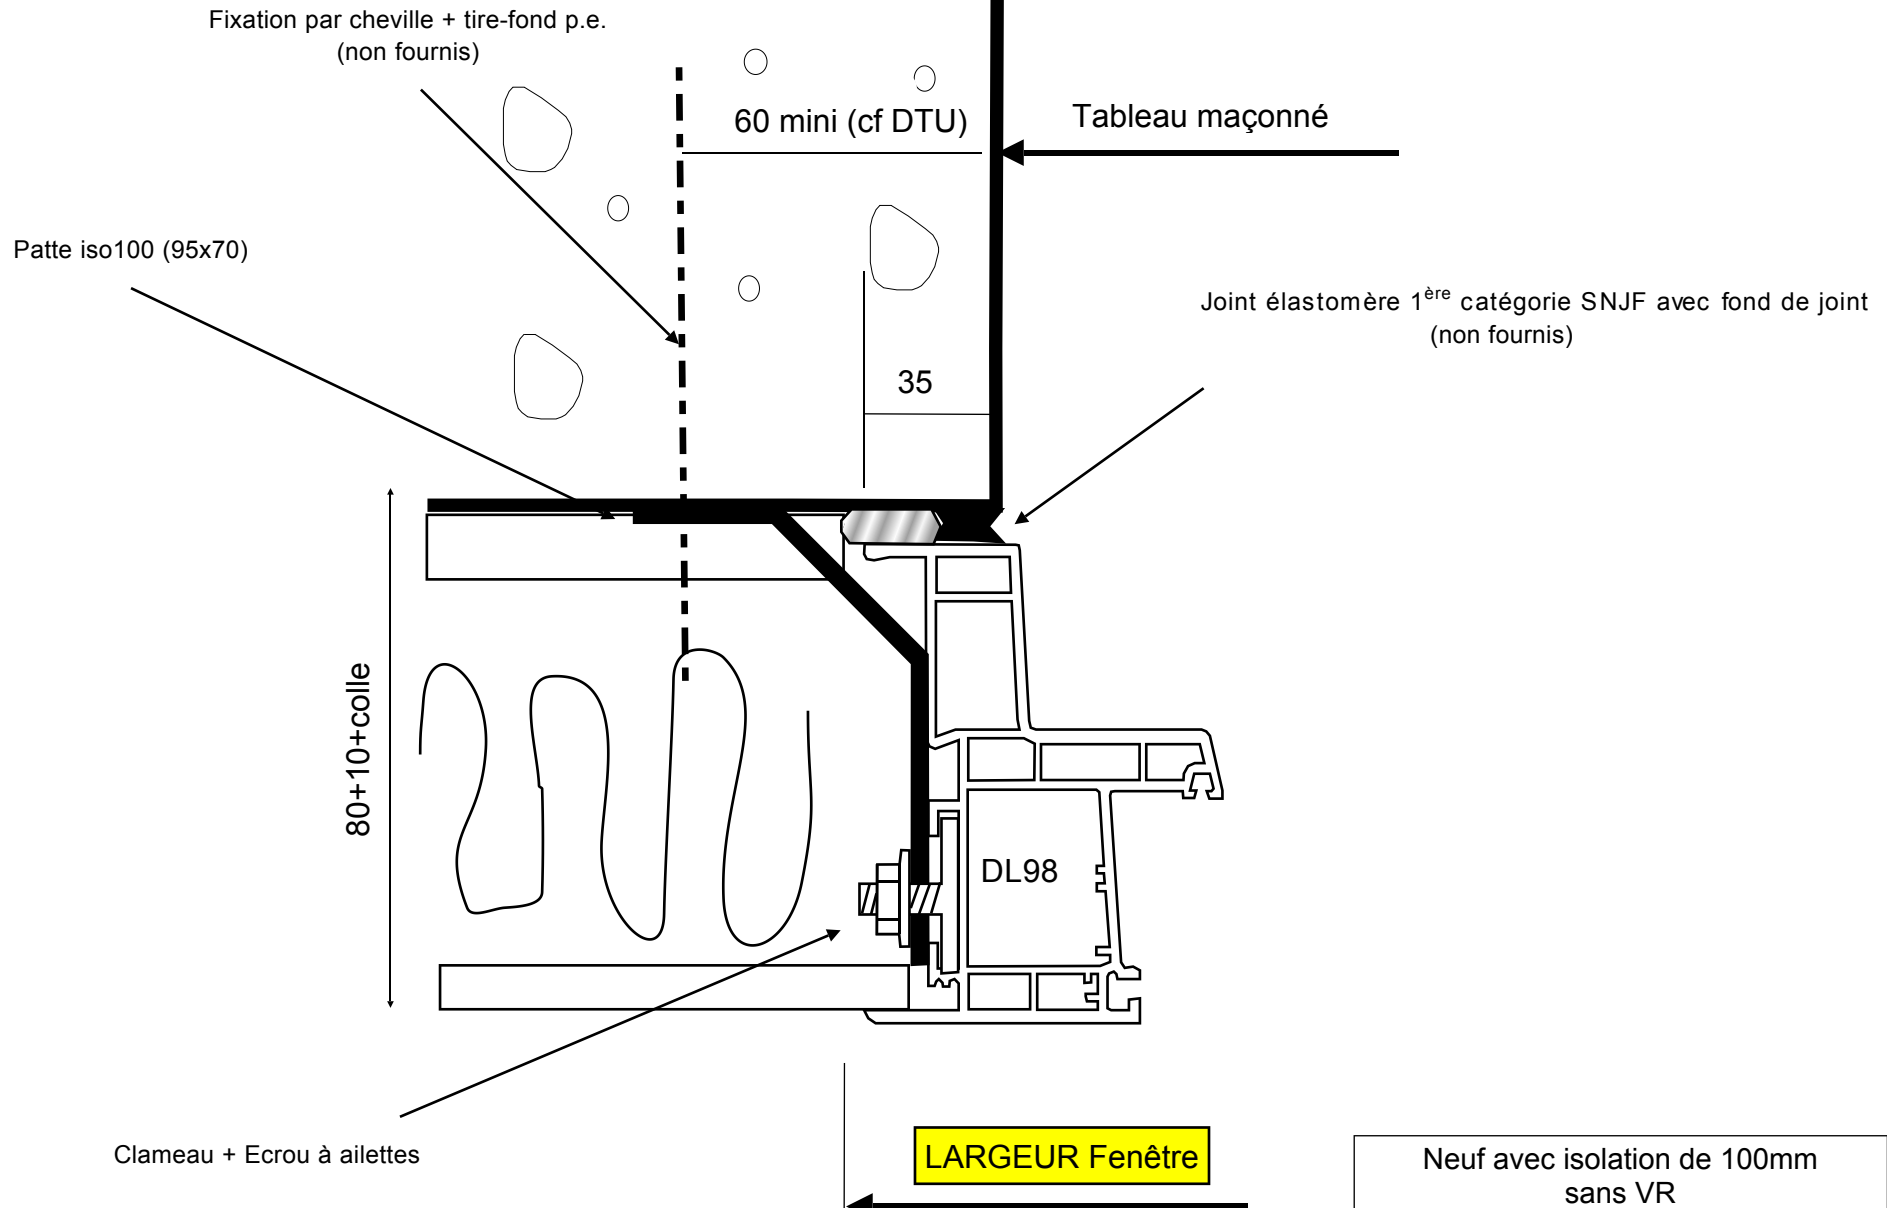 Fixation par cheville + tire-fond p.e.
(non fournis)
60 mini (cf DTU)
Tableau maçonné
Patte iso100 (95x70)
Joint élastomère 1ère catégorie SNJF avec fond de joint
(non fournis)
35
80+10+colle
DL98
Clameau + Ecrou à ailettes
LARGEUR Fenêtre
Neuf avec isolation de 100mm
sans VR